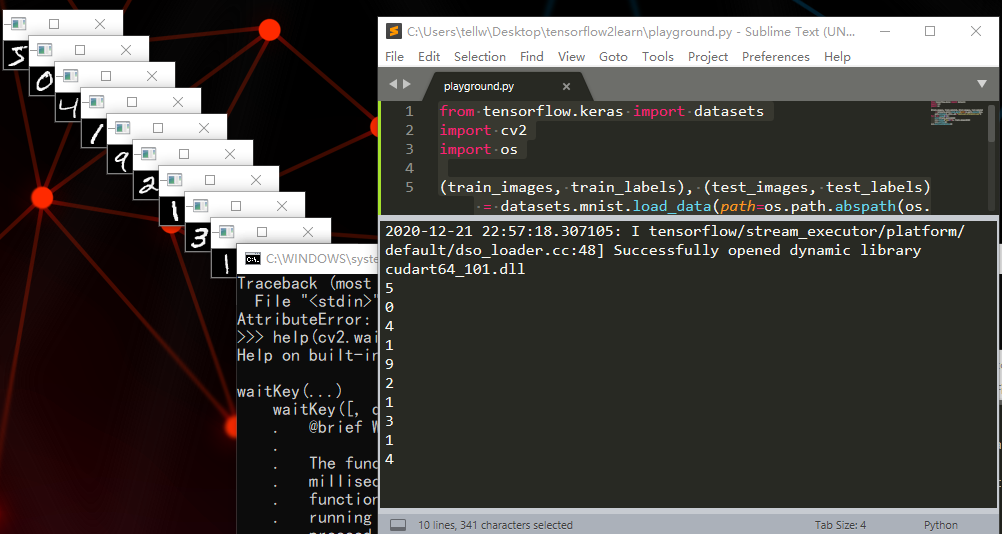 5
0
4
1
9
2
1
3
1
C:\Users\tellw\Desktop\tensorflow2learn\playground.py - Sublime Text (UN...
File Edit Selection Find View Goto Tools Project Preferences Help
playground.py
1 from tensorflow.keras import datasets
2 import cv2
3 import os
4
5 (train_images, train_labels), (test_images, test_labels)
= datasets.mnist.load_data(path=os.path.abspath(os.
2020-12-21 22:57:18.307105: I tensorflow/stream_executor/platform/
default/dso_loader.cc:48] Successfully opened dynamic library
cudart64_101.dll
5
0
4
1
9
2
1
3
1
4
10 lines, 341 characters selected Tab Size: 4 Python
C:\WINDOWS\syste
Traceback (most
File "<stdin>"
AttributeError:
>>> help(cv2.wai
Help on built-in
waitKey(...)
waitKey([, d
. @brief W
.
. The func
. millisec
. function
. running